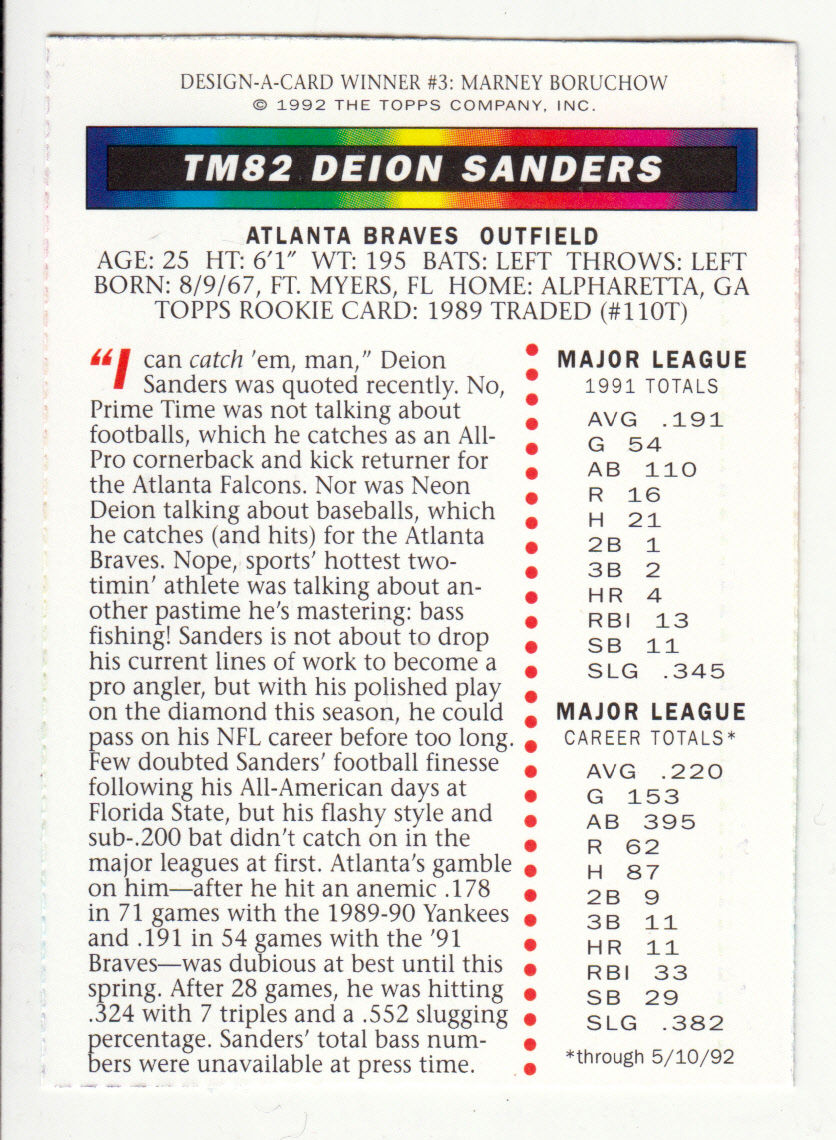 DESIGN-A-CARD WINNER #3: MARNEY BORUCHOW
© 1992 THE TOPPS COMPANY, INC.
TM82 DEION SANDERS
ATLANTA BRAVES OUTFIELD
AGE: 25 HT: 6'1" WT: 195 BATS: LEFT THROWS: LEFT
BORN: 8/9/67, FT. MYERS, FL HOME: ALPHARETTA, GA
TOPPS ROOKIE CARD: 1989 TRADED (#110T)
“I can catch ’em, man,” Deion
Sanders was quoted recently. No,
Prime Time was not talking about
footballs, which he catches as an All-
Pro cornerback and kick returner for
the Atlanta Falcons. Nor was Neon
Deion talking about baseballs, which
he catches (and hits) for the Atlanta
Braves. Nope, sports’ hottest two-
timin’ athlete was talking about an-
other pastime he’s mastering: bass
fishing! Sanders is not about to drop
his current lines of work to become a
pro angler, but with his polished play
on the diamond this season, he could
pass on his NFL career before too long.
Few doubted Sanders’ football finesse
following his All-American days at
Florida State, but his flashy style and
sub-.200 bat didn’t catch on in the
major leagues at first. Atlanta’s gamble
on him—after he hit an anemic .178
in 71 games with the 1989-90 Yankees
and .191 in 54 games with the ’91
Braves—was dubious at best until this
spring. After 28 games, he was hitting
.324 with 7 triples and a .552 slugging
percentage. Sanders’ total bass num-
bers were unavailable at press time.
MAJOR LEAGUE
1991 TOTALS
AVG .191
G 54
AB 110
R 16
H 21
2B 1
3B 2
HR 4
RBI 13
SB 11
SLG .345
MAJOR LEAGUE
CAREER TOTALS*
AVG .220
G 153
AB 395
R 62
H 87
2B 9
3B 11
HR 11
RBI 33
SB 29
SLG .382
*through 5/10/92